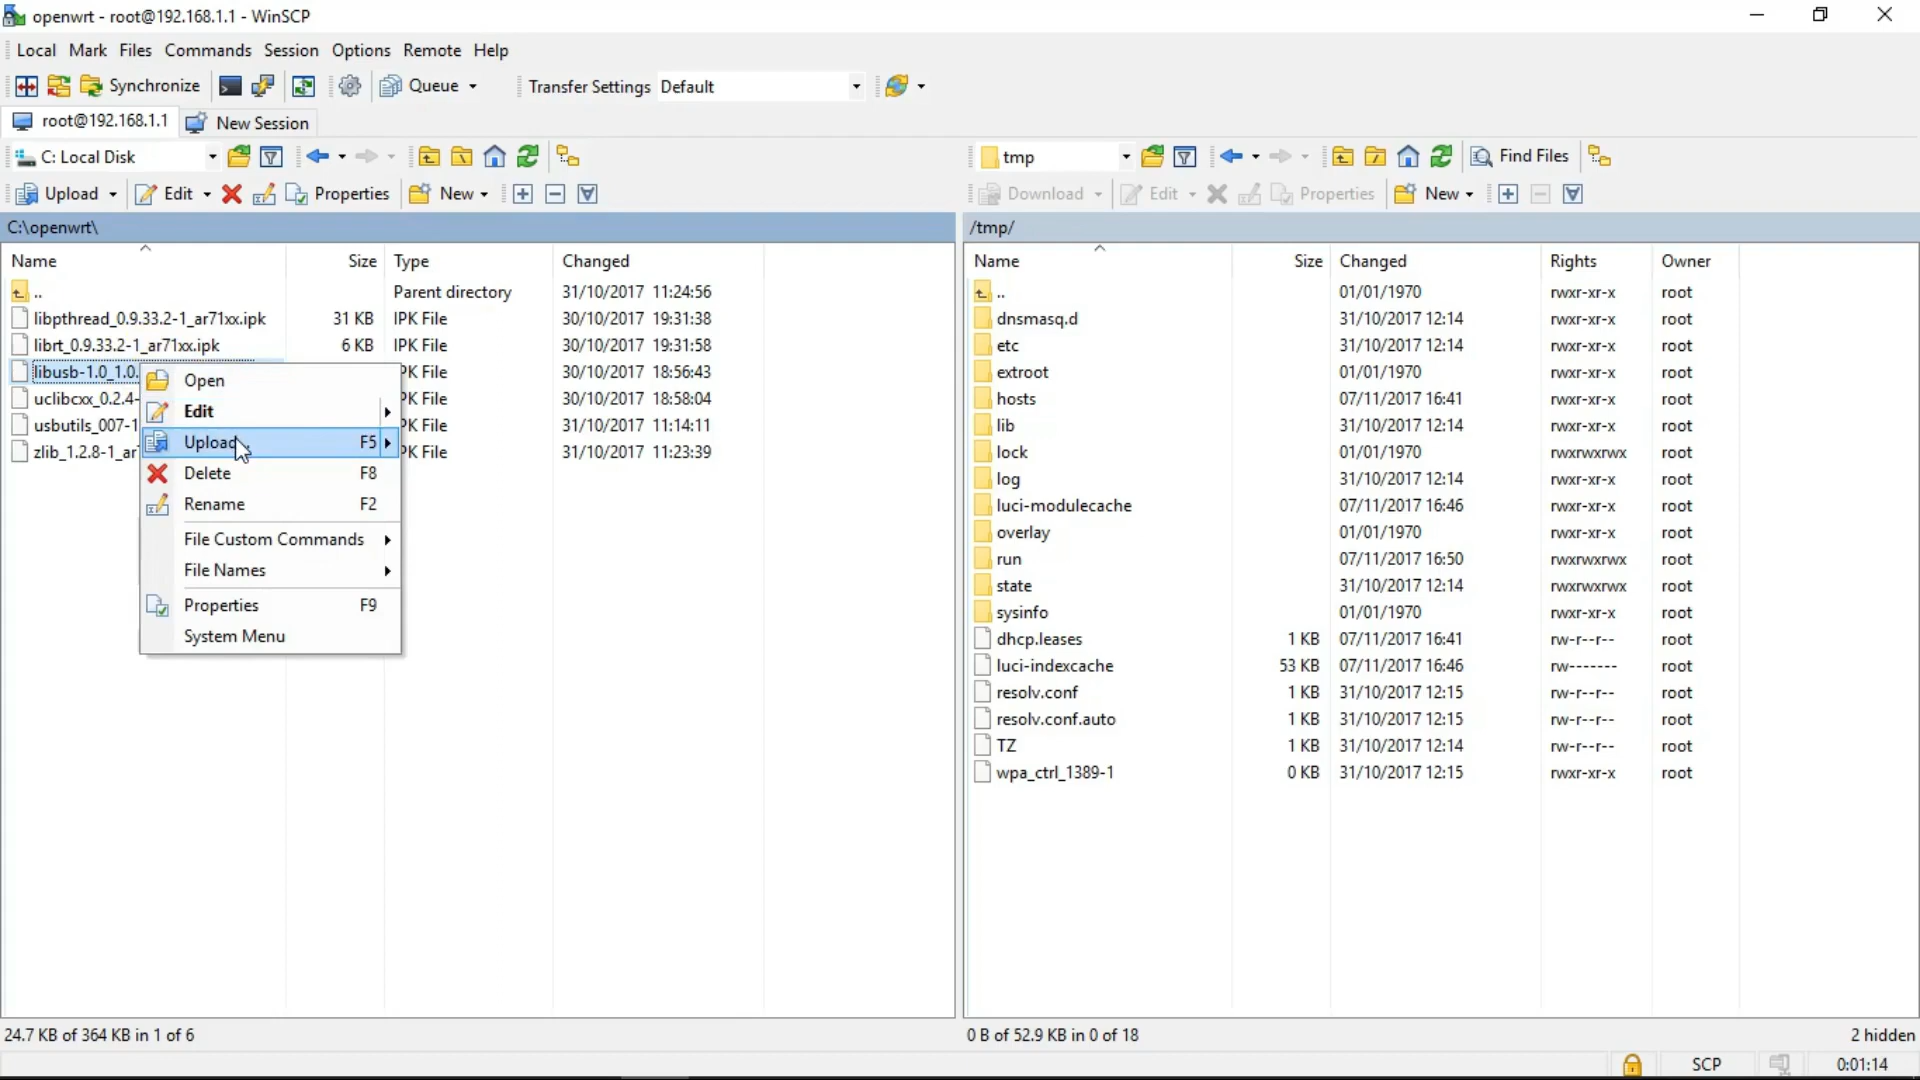 openwrt - root@192.168.1.1 - WinSCP
Local Mark Files Commands Session Options Remote Help
Synchronize Queue Transfer Settings Default
root@192.168.1.1 New Session
C: Local Disk
Upload Edit Properties New
C:\openwrt\
Name Size Type Changed
.. Parent directory 31/10/2017 11:24:56
libpthread_0.9.33.2-1_ar71xx.ipk 31 KB IPK File 30/10/2017 19:31:38
librt_0.9.33.2-1_ar71xx.ipk 6 KB IPK File 30/10/2017 19:31:58
libusb-1.0_1.0. PK File 30/10/2017 18:56:43
uclibcxx_0.2.4- PK File 30/10/2017 18:58:04
usbutils_007-1 PK File 31/10/2017 11:14:11
zlib_1.2.8-1_ar PK File 31/10/2017 11:23:39
Open
Edit
Upload... F5
Delete F8
Rename F2
File Custom Commands
File Names
Properties F9
System Menu
24.7 KB of 364 KB in 1 of 6
tmp Find Files
Download Edit Properties New
/tmp/
Name Size Changed Rights Owner
.. 01/01/1970 rwxr-xr-x root
dnsmasq.d 31/10/2017 12:14 rwxr-xr-x root
etc 31/10/2017 12:14 rwxr-xr-x root
extroot 01/01/1970 rwxr-xr-x root
hosts 07/11/2017 16:41 rwxr-xr-x root
lib 31/10/2017 12:14 rwxr-xr-x root
lock 01/01/1970 rwxrwxrwx root
log 31/10/2017 12:14 rwxr-xr-x root
luci-modulecache 07/11/2017 16:46 rwxr-xr-x root
overlay 01/01/1970 rwxr-xr-x root
run 07/11/2017 16:50 rwxrwxrwx root
state 31/10/2017 12:14 rwxrwxrwx root
sysinfo 01/01/1970 rwxr-xr-x root
dhcp.leases 1 KB 07/11/2017 16:41 rw-r--r-- root
luci-indexcache 53 KB 07/11/2017 16:46 rw------- root
resolv.conf 1 KB 31/10/2017 12:15 rw-r--r-- root
resolv.conf.auto 1 KB 31/10/2017 12:15 rw-r--r-- root
TZ 1 KB 31/10/2017 12:14 rw-r--r-- root
wpa_ctrl_1389-1 0 KB 31/10/2017 12:15 rwxr-xr-x root
0 B of 52.9 KB in 0 of 18 2 hidden
SCP 0:01:14